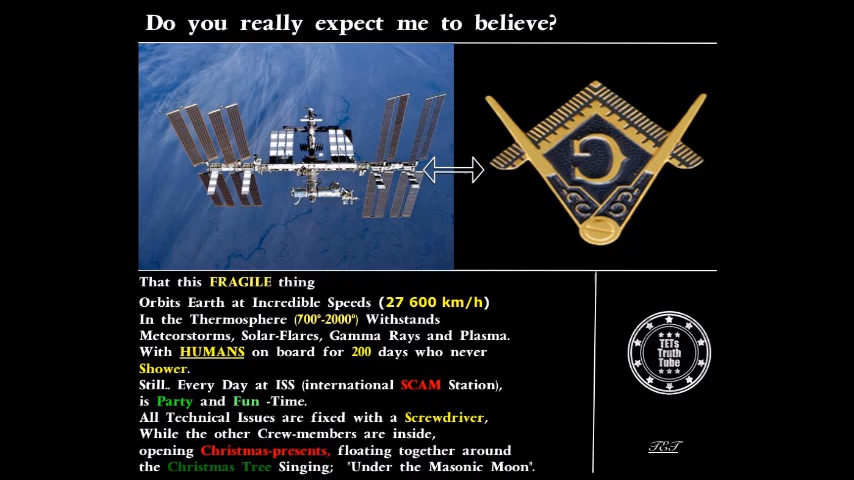 Do you really expect me to believe?
That this FRAGILE thing
Orbits Earth at Incredible Speeds (27 600 km/h)
In the Thermosphere (700°-2000°) Withstands
Meteorstorms, Solar-Flares, Gamma Rays and Plasma.
With HUMANS on board for 200 days who never
Shower.
Still.. Every Day at ISS (international SCAM Station),
is Party and Fun -Time.
All Technical Issues are fixed with a Screwdriver,
While the other Crew-members are inside,
opening Christmas-presents, floating together around
the Christmas Tree Singing; "Under the Masonic Moon".
TETs
Truth
Tube
TET